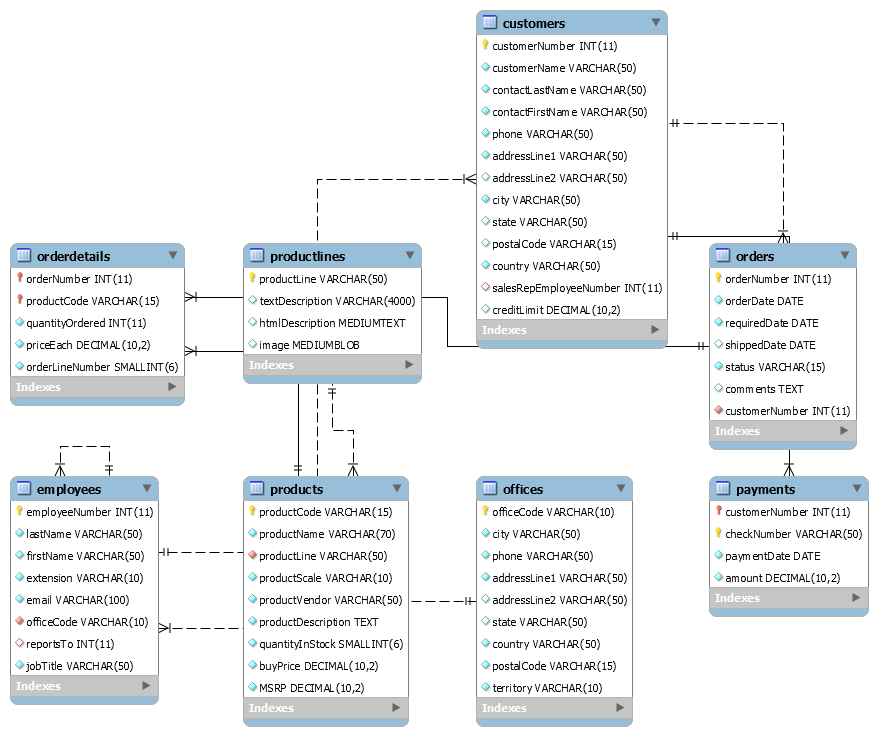 customers
customerNumber INT(11)
customerName VARCHAR(50)
contactLastName VARCHAR(50)
contactFirstName VARCHAR(50)
phone VARCHAR(50)
addressLine1 VARCHAR(50)
addressLine2 VARCHAR(50)
city VARCHAR(50)
state VARCHAR(50)
postalCode VARCHAR(15)
country VARCHAR(50)
salesRepEmployeeNumber INT(11)
creditLimit DECIMAL(10,2)
Indexes
orderdetails
orderNumber INT(11)
productCode VARCHAR(15)
quantityOrdered INT(11)
priceEach DECIMAL(10,2)
orderLineNumber SMALLINT(6)
Indexes
productlines
productLine VARCHAR(50)
textDescription VARCHAR(4000)
htmlDescription MEDIUMTEXT
image MEDIUMBLOB
Indexes
orders
orderNumber INT(11)
orderDate DATE
requiredDate DATE
shippedDate DATE
status VARCHAR(15)
comments TEXT
customerNumber INT(11)
Indexes
employees
employeeNumber INT(11)
lastName VARCHAR(50)
firstName VARCHAR(50)
extension VARCHAR(10)
email VARCHAR(100)
officeCode VARCHAR(10)
reportsTo INT(11)
jobTitle VARCHAR(50)
Indexes
products
productCode VARCHAR(15)
productName VARCHAR(70)
productLine VARCHAR(50)
productScale VARCHAR(10)
productVendor VARCHAR(50)
productDescription TEXT
quantityInStock SMALLINT(6)
buyPrice DECIMAL(10,2)
MSRP DECIMAL(10,2)
Indexes
offices
officeCode VARCHAR(10)
city VARCHAR(50)
phone VARCHAR(50)
addressLine1 VARCHAR(50)
addressLine2 VARCHAR(50)
state VARCHAR(50)
country VARCHAR(50)
postalCode VARCHAR(15)
territory VARCHAR(10)
Indexes
payments
customerNumber INT(11)
checkNumber VARCHAR(50)
paymentDate DATE
amount DECIMAL(10,2)
Indexes